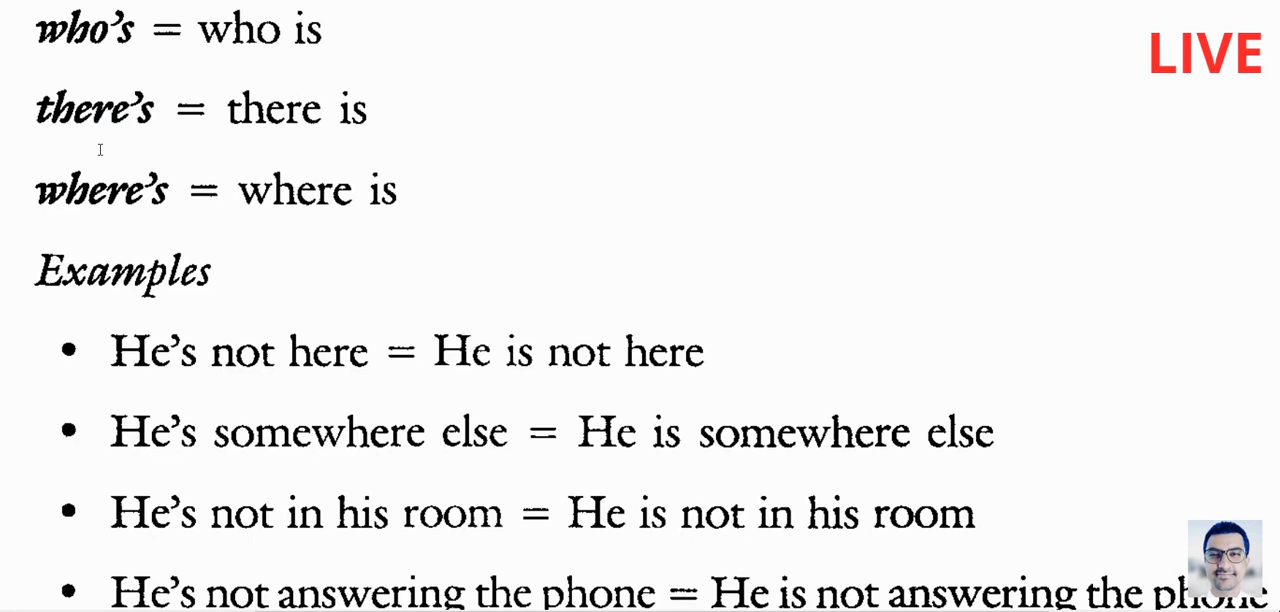 who's = who is
LIVE
there's = there is
where's = where is
Examples
• He's not here = He is not here
• He's somewhere else = He is somewhere else
• He's not in his room = He is not in his room
• He's not answering the phone = He is not answering the phone